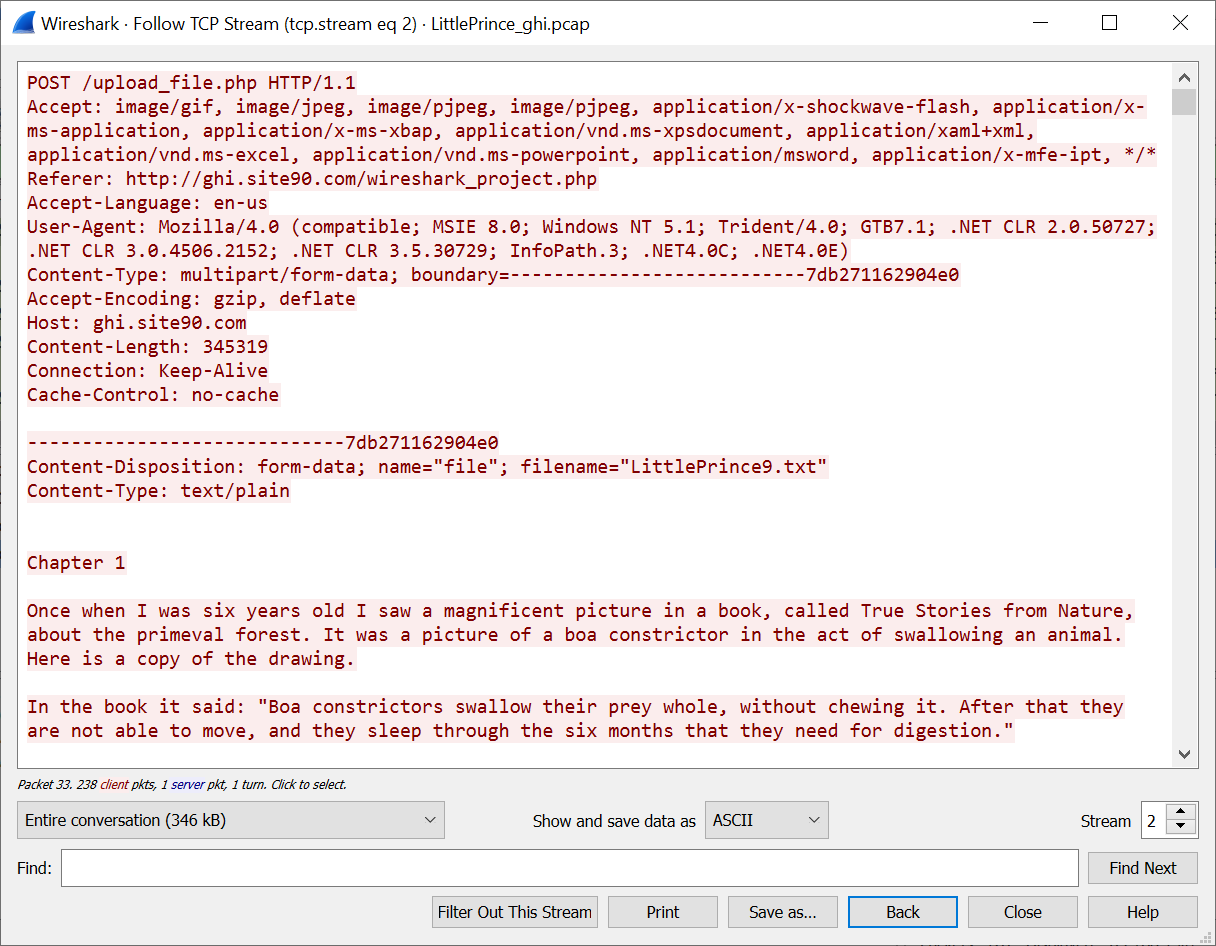 Wireshark · Follow TCP Stream (tcp.stream eq 2) · LittlePrince_ghi.pcap
POST /upload_file.php HTTP/1.1
Accept: image/gif, image/jpeg, image/pjpeg, image/pjpeg, application/x-shockwave-flash, application/x-
ms-application, application/x-ms-xbap, application/vnd.ms-xpsdocument, application/xaml+xml,
application/vnd.ms-excel, application/vnd.ms-powerpoint, application/msword, application/x-mfe-ipt, */*
Referer: http://ghi.site90.com/wireshark_project.php
Accept-Language: en-us
User-Agent: Mozilla/4.0 (compatible; MSIE 8.0; Windows NT 5.1; Trident/4.0; GTB7.1; .NET CLR 2.0.50727;
.NET CLR 3.0.4506.2152; .NET CLR 3.5.30729; InfoPath.3; .NET4.0C; .NET4.0E)
Content-Type: multipart/form-data; boundary=---------------------------7db271162904e0
Accept-Encoding: gzip, deflate
Host: ghi.site90.com
Content-Length: 345319
Connection: Keep-Alive
Cache-Control: no-cache
-----------------------------7db271162904e0
Content-Disposition: form-data; name="file"; filename="LittlePrince9.txt"
Content-Type: text/plain
Chapter 1
Once when I was six years old I saw a magnificent picture in a book, called True Stories from Nature,
about the primeval forest. It was a picture of a boa constrictor in the act of swallowing an animal.
Here is a copy of the drawing.
In the book it said: "Boa constrictors swallow their prey whole, without chewing it. After that they
are not able to move, and they sleep through the six months that they need for digestion."
Packet 33. 238 client pkts, 1 server pkt, 1 turn. Click to select.
Entire conversation (346 kB) Show and save data as ASCII Stream 2
Find: Find Next
Filter Out This Stream Print Save as... Back Close Help